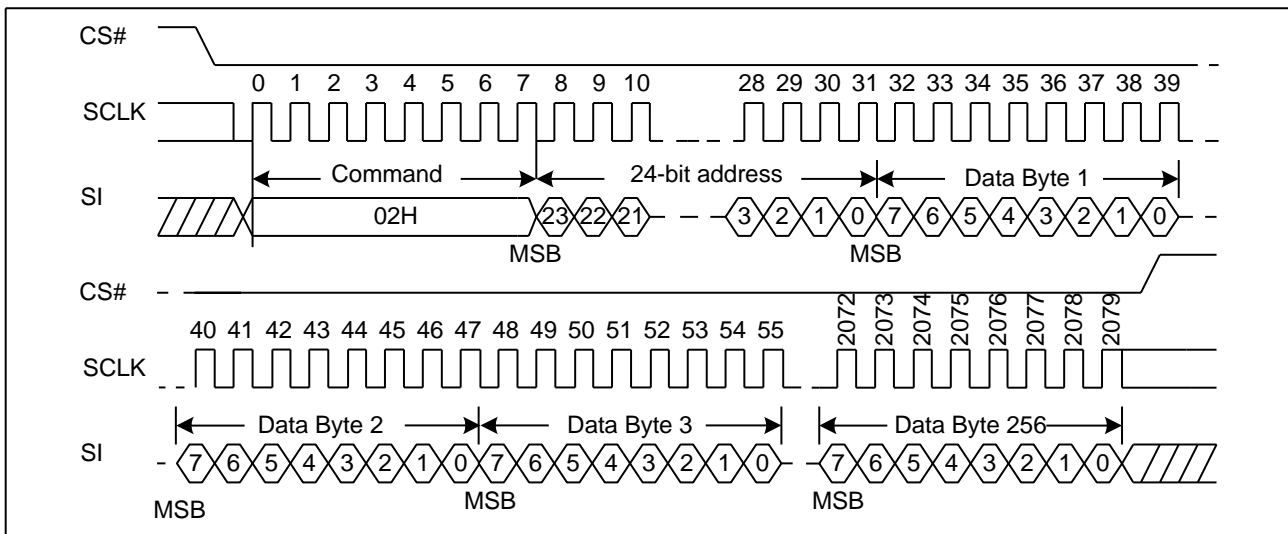 CS#
0 1 2 3 4 5 6 7 8 9 10 28 29 30 31 32 33 34 35 36 37 38 39
SCLK
Command 24-bit address Data Byte 1
SI
02H 23 22 21 3 2 1 0 7 6 5 4 3 2 1 0
MSB MSB
CS#
40 41 42 43 44 45 46 47 48 49 50 51 52 53 54 55 2072 2073 2074 2075 2076 2077 2078 2079
SCLK
Data Byte 2 Data Byte 3 Data Byte 256
SI
7 6 5 4 3 2 1 0 7 6 5 4 3 2 1 0 7 6 5 4 3 2 1 0
MSB MSB MSB